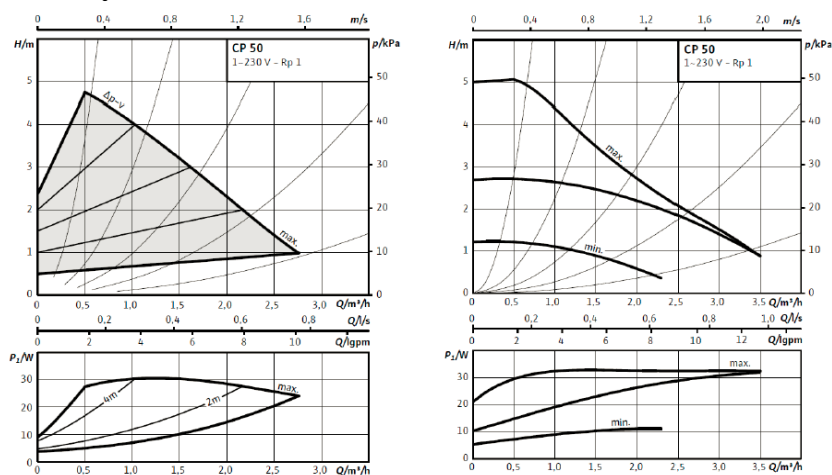 0 0,4 0,8 1,2 1,6 m/s
H/m p/kPa
CP 50
1~230 V – Rp 1
Δp-v
max.
5 4 3 2 1 0
50 40 30 20 10 0
0 0,5 1,0 1,5 2,0 2,5 3,0 Q/m³/h
0 0,2 0,4 0,6 0,8 Q/l/s
0 2 4 6 8 10 Q/lgpm
P₁/W
30 20 10 0
4m
2m
max.
0 0,5 1,0 1,5 2,0 2,5 3,0 Q/m³/h
0 0,4 0,8 1,2 1,6 2,0 m/s
H/m p/kPa
CP 50
1~230 V – Rp 1
max.
min.
5 4 3 2 1 0
50 40 30 20 10 0
0 0,5 1,0 1,5 2,0 2,5 3,0 3,5 Q/m³/h
0 0,2 0,4 0,6 0,8 1,0 Q/l/s
0 2 4 6 8 10 12 Q/lgpm
P₁/W
30 20 10 0
max.
min.
0 0,5 1,0 1,5 2,0 2,5 3,0 3,5 Q/m³/h